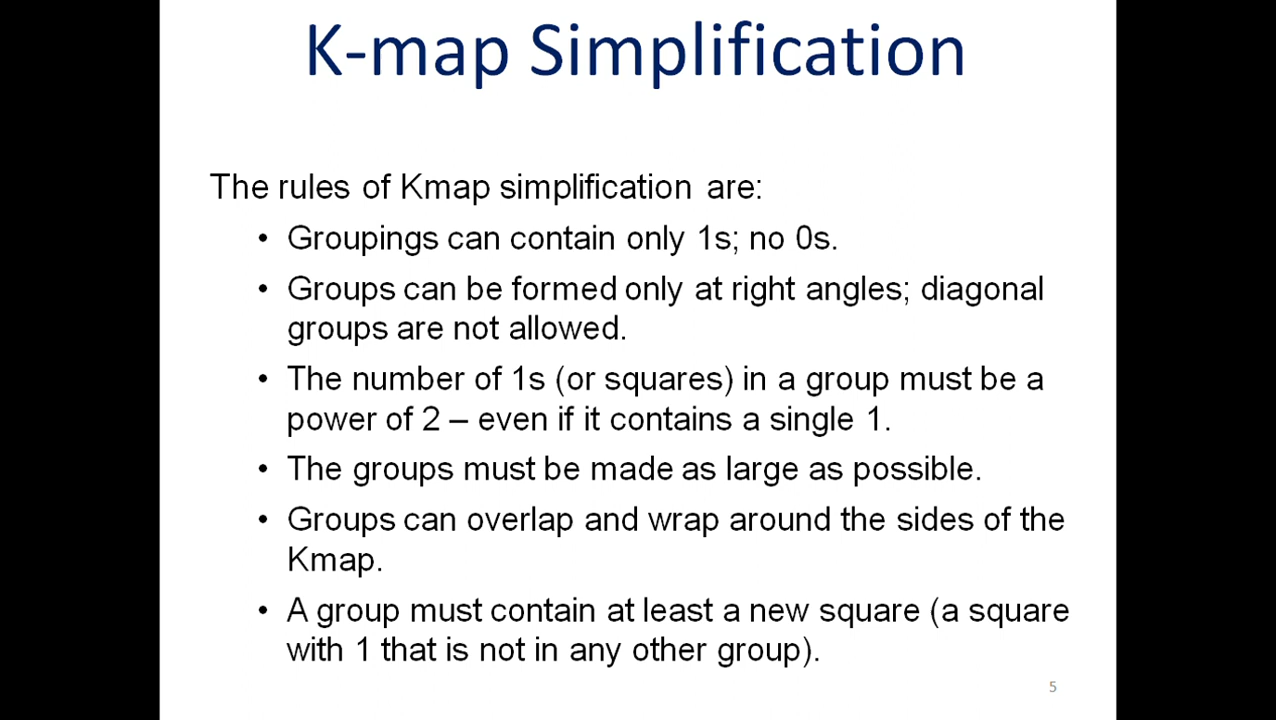 K-map Simplification
The rules of Kmap simplification are:
• Groupings can contain only 1s; no 0s.
• Groups can be formed only at right angles; diagonal
groups are not allowed.
• The number of 1s (or squares) in a group must be a
power of 2 – even if it contains a single 1.
• The groups must be made as large as possible.
• Groups can overlap and wrap around the sides of the
Kmap.
• A group must contain at least a new square (a square
with 1 that is not in any other group).
5